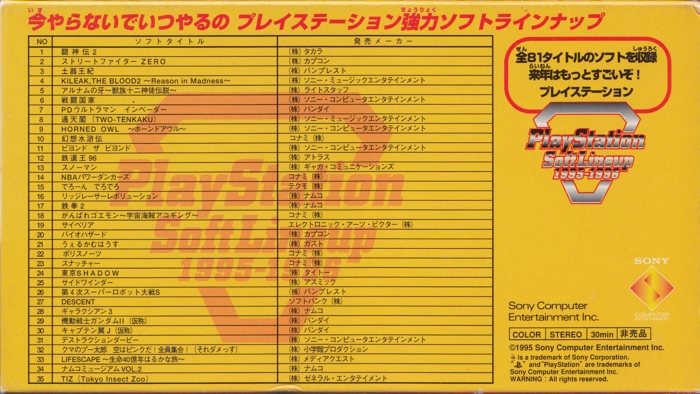 今やらないでいつやるの プレイステーション強力ソフトラインナップ
NO ソフトタイトル 発売メーカー
1 闘神伝2 (株) タカラ
2 ストリートファイター ZERO (株) カプコン
3 土器王紀 (株) バンプレスト
4 KILEAK,THE BLOOD2 〜Reason in Madness〜 (株) ソニー・ミュージックエンタテインメント
5 アルナムの牙〜獣族十二神徒伝説〜 (株) ライトスタッフ
6 戦闘国家 (株) ソニー・コンピュータエンタテインメント
7 PDウルトラマン インベーダー (株) バンダイ
8 通天閣 (TWO-TENKAKU) (株) ソニー・ミュージックエンタテインメント
9 HORNED OWL 〜ホーンドアウル〜 (株) ソニー・コンピュータエンタテインメント
10 幻想水滸伝 コナミ (株)
11 ビヨンド ザ ビヨンド (株) ソニー・コンピュータエンタテインメント
12 鉄道王96 (株) アトラス
13 スノーマン (株) ギャガ・コミュニケーションズ
14 NBAパワーダンカーズ コナミ (株)
15 でろーん でろでろ テクモ (株)
16 リッジレーサーレボリューション (株) ナムコ
17 鉄拳2 (株) ナムコ
18 がんばれゴエモン〜宇宙海賊アコギング〜 コナミ (株)
19 サイベリア エレクトロニック・アーツ・ビクター (株)
20 バイオハザード (株) カプコン
21 うぇるかむはうす (株) ガスト
22 ポリスノーツ コナミ (株)
23 スナッチャー コナミ (株)
24 東京SHADOW (株) タイトー
25 サイドワインダー (株) アスミック
26 第4次スーパーロボット大戦S (株) バンプレスト
27 DESCENT ソフトバンク (株)
28 ギャラクシアン3 (株) ナムコ
29 機動戦士ガンダムII (仮称) (株) バンダイ
30 キャプテン翼J (仮称) (株) バンダイ
31 デストラクションダービー (株) ソニー・コンピュータエンタテインメント
32 クマのプー太郎 空はピンクだ!全員集合! (それダメっす) (株) 小学館プロダクション
33 LIFESCAPE 〜生命40億年はるかな旅〜 (株) メディアクエスト
34 ナムコミュージアム VOL.2 (株) ナムコ
35 TIZ (Tokyo Insect Zoo) (株) ゼネラル・エンタテイメント
PlayStation
Soft Lineup
1995-1996
全81タイトルのソフトを収録
来年はもっとすごいぞ!
プレイステーション
PlayStation
Soft Lineup
1995-1996
SONY
COMPUTER
ENTERTAINMENT
Sony Computer
Entertainment Inc.
COLOR STEREO 30min 非売品
©1995 Sony Computer Entertainment Inc.
is a trademark of Sony Corporation.
and "PlayStation" are trademarks of
Sony Computer Entertainment Inc.
WARNING : All rights reserved.